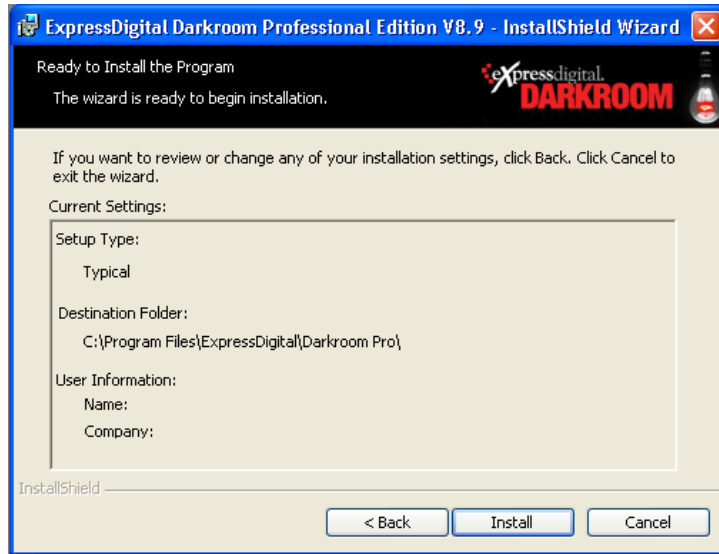 ExpressDigital Darkroom Professional Edition V8.9 - InstallShield Wizard
Ready to Install the Program
The wizard is ready to begin installation.
eXpressdigital.
DARKROOM
If you want to review or change any of your installation settings, click Back. Click Cancel to
exit the wizard.
Current Settings:
Setup Type:
Typical
Destination Folder:
C:\Program Files\ExpressDigital\Darkroom Pro\
User Information:
Name:
Company:
InstallShield
< Back
Install
Cancel